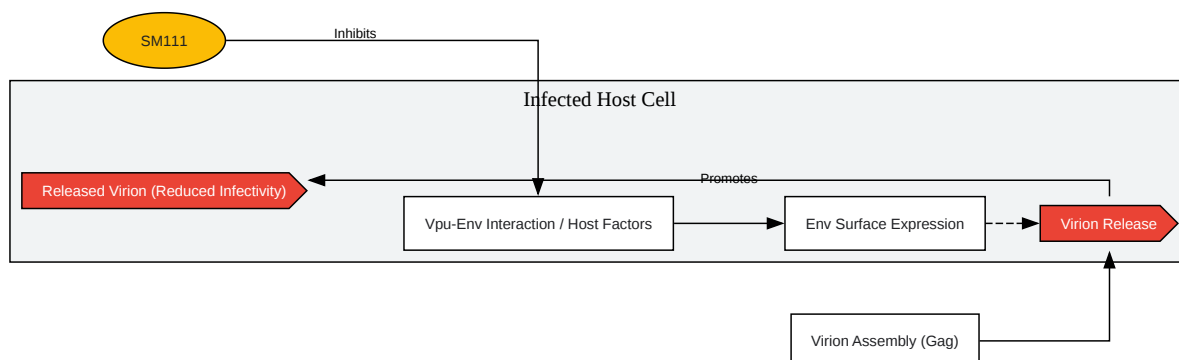 SM111
Inhibits
Infected Host Cell
Promotes
Released Virion (Reduced Infectivity)
Vpu-Env Interaction / Host Factors
Env Surface Expression
Virion Release
Virion Assembly (Gag)